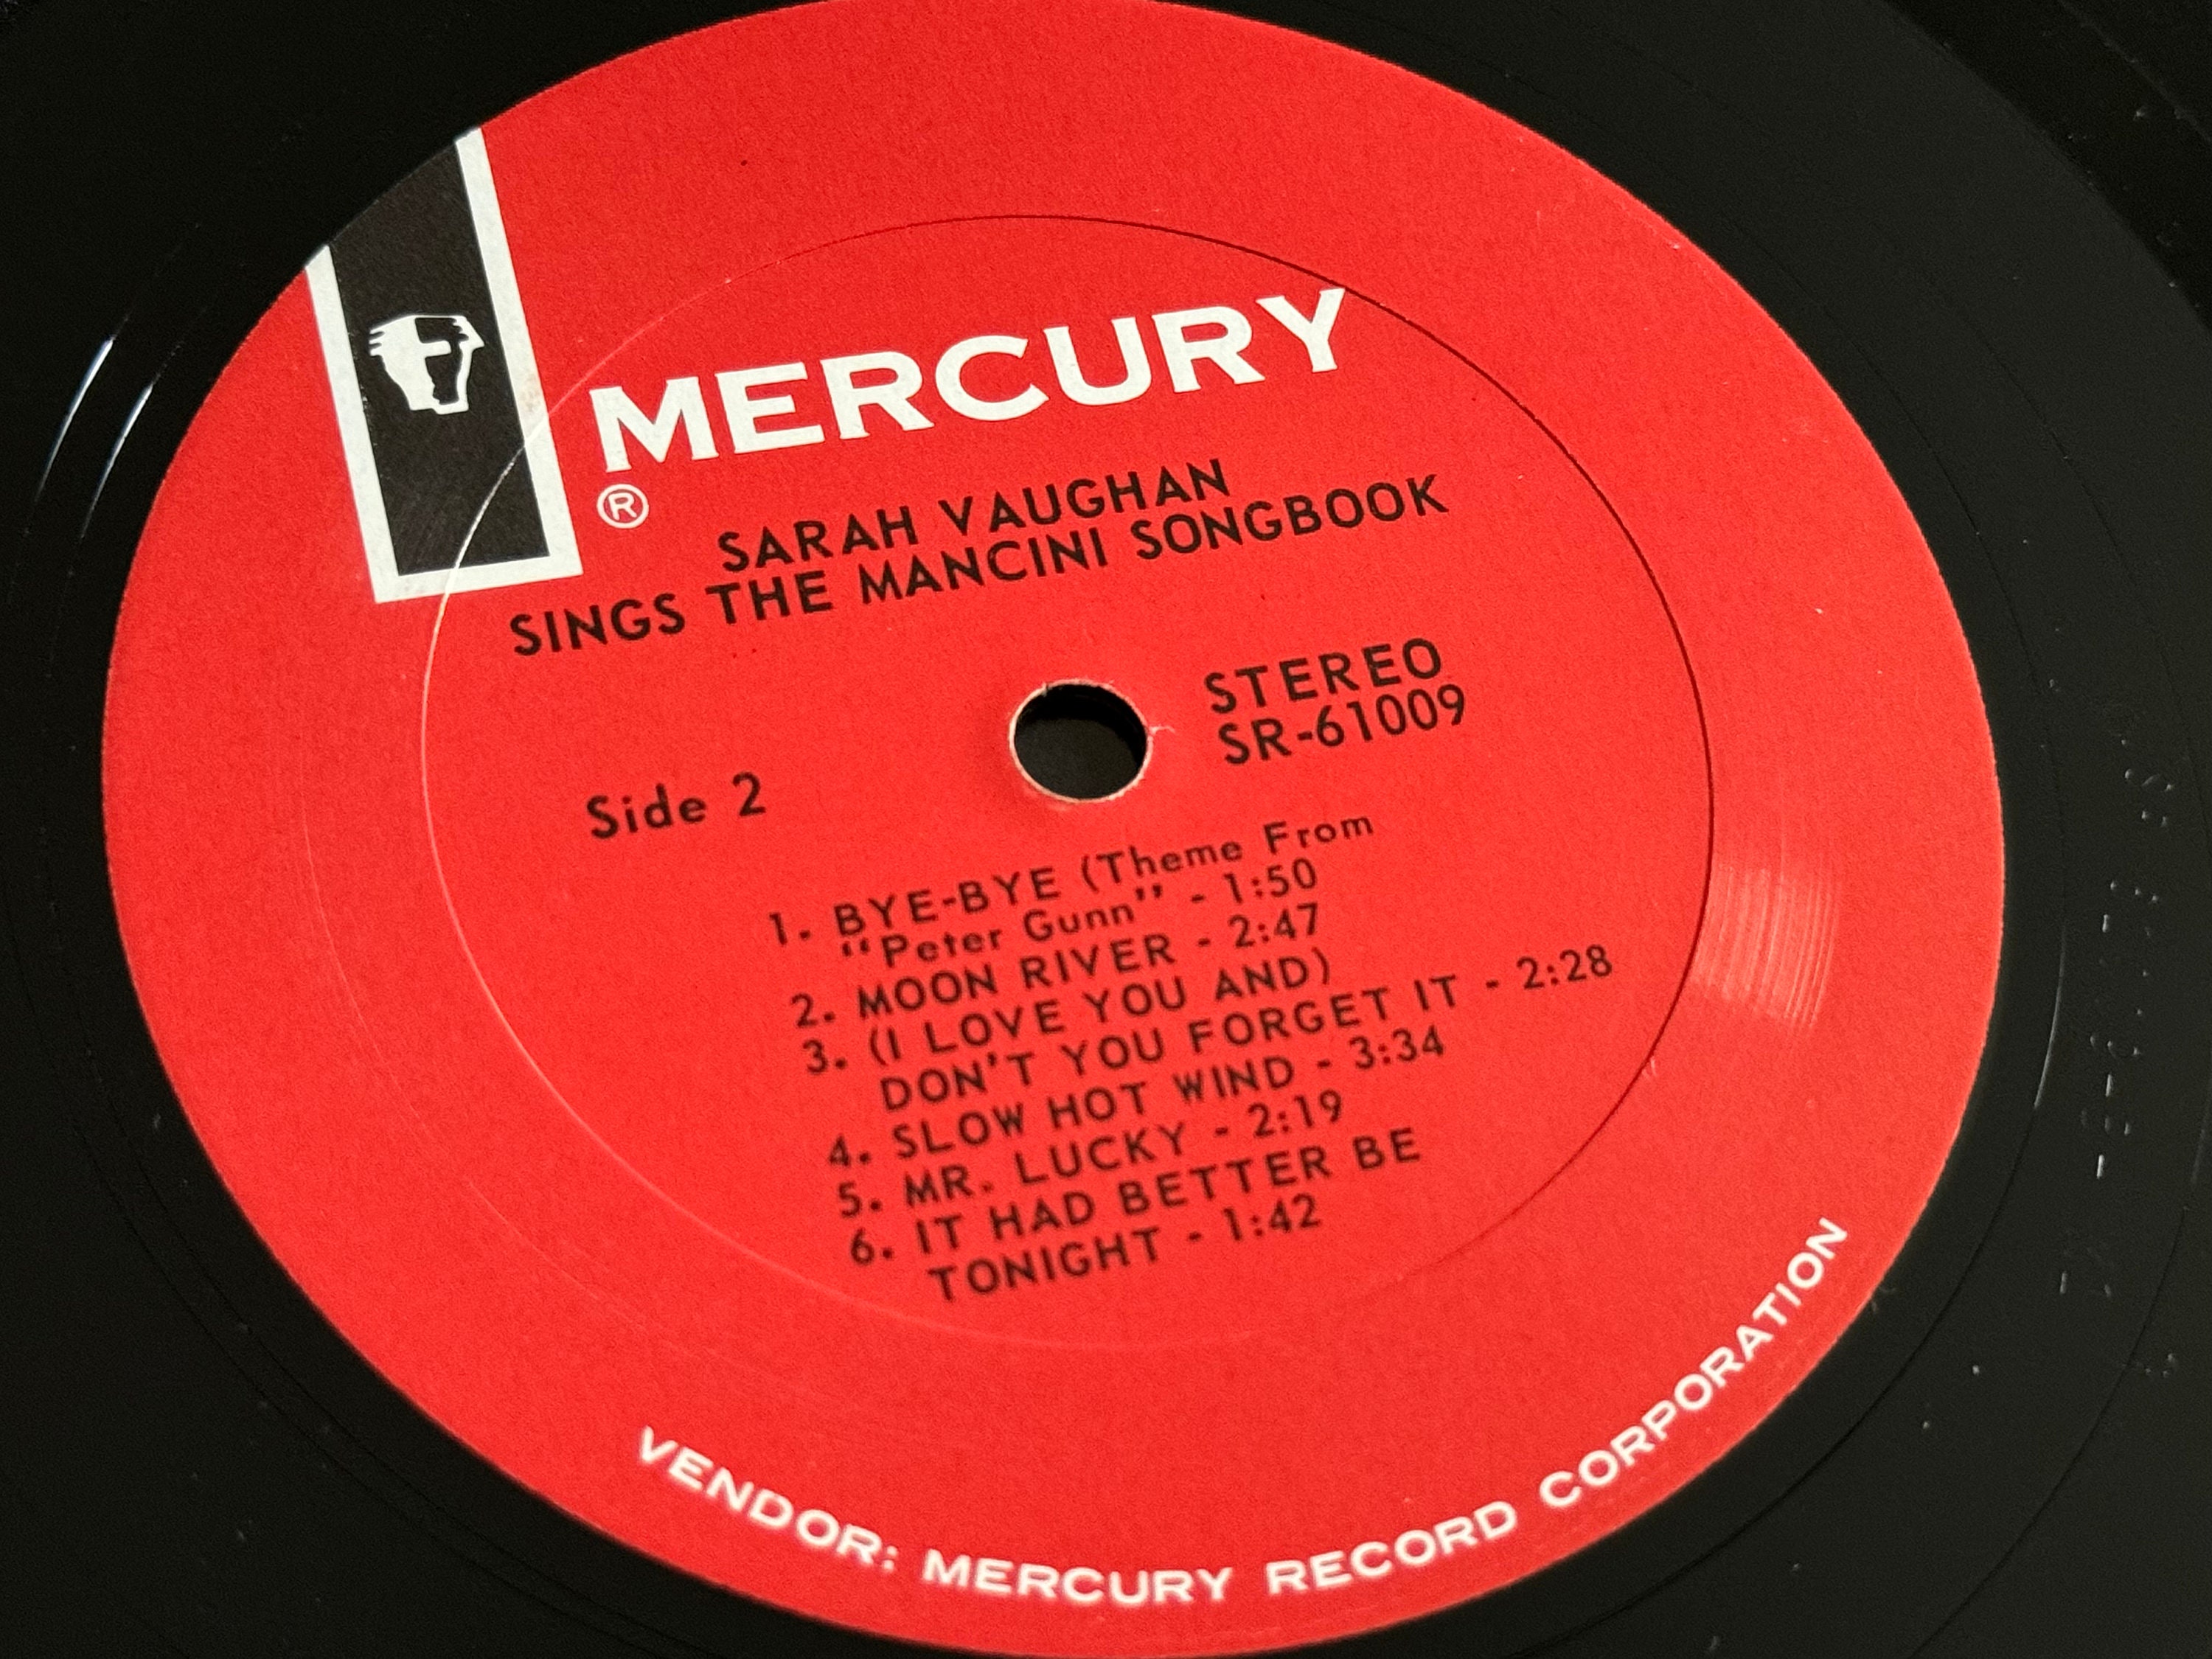 MERCURY
®
SARAH VAUGHAN
SINGS THE MANCINI SONGBOOK
STEREO
SR-61009
Side 2
1. BYE-BYE (Theme From
“Peter Gunn” - 1:50
2. MOON RIVER - 2:47
3. (I LOVE YOU AND)
DON'T YOU FORGET IT - 2:28
4. SLOW HOT WIND - 3:34
5. MR. LUCKY - 2:19
6. IT HAD BETTER BE
TONIGHT - 1:42
VENDOR: MERCURY RECORD CORPORATION